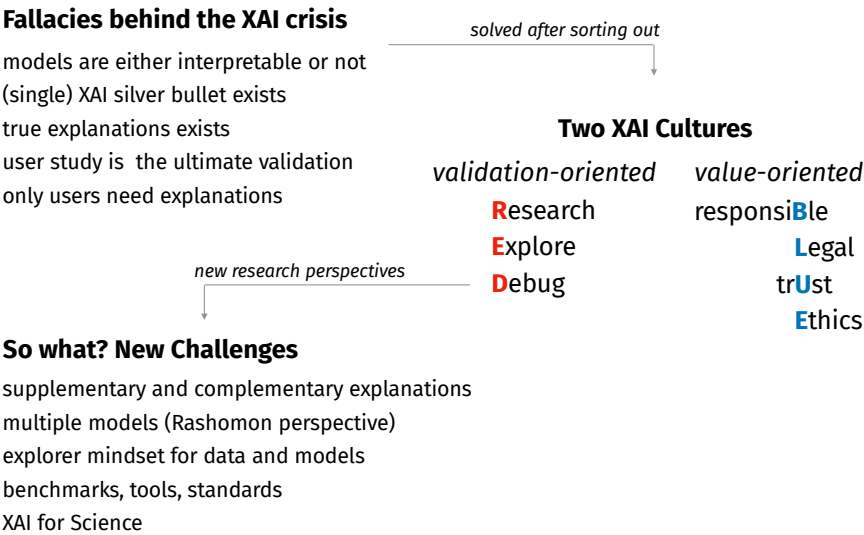 Fallacies behind the XAI crisis
models are either interpretable or not
(single) XAI silver bullet exists
true explanations exists
user study is the ultimate validation
only users need explanations
solved after sorting out
Two XAI Cultures
validation-oriented
Research
Explore
Debug
value-oriented
responsiBle
Legal
trUst
Ethics
new research perspectives
So what? New Challenges
supplementary and complementary explanations
multiple models (Rashomon perspective)
explorer mindset for data and models
benchmarks, tools, standards
XAI for Science